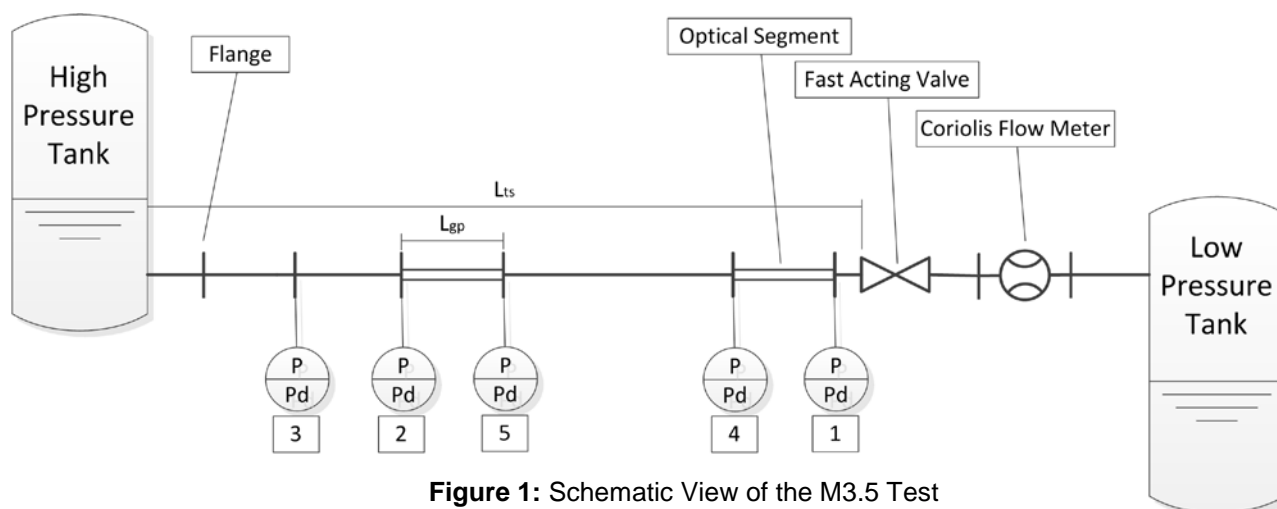 High
Pressure
Tank
Flange
Optical Segment
Fast Acting Valve
Coriolis Flow Meter
Lts
Lgp
Low
Pressure
Tank
P
Pd
3
P
Pd
2
P
Pd
5
P
Pd
4
P
Pd
1
Figure 1: Schematic View of the M3.5 Test